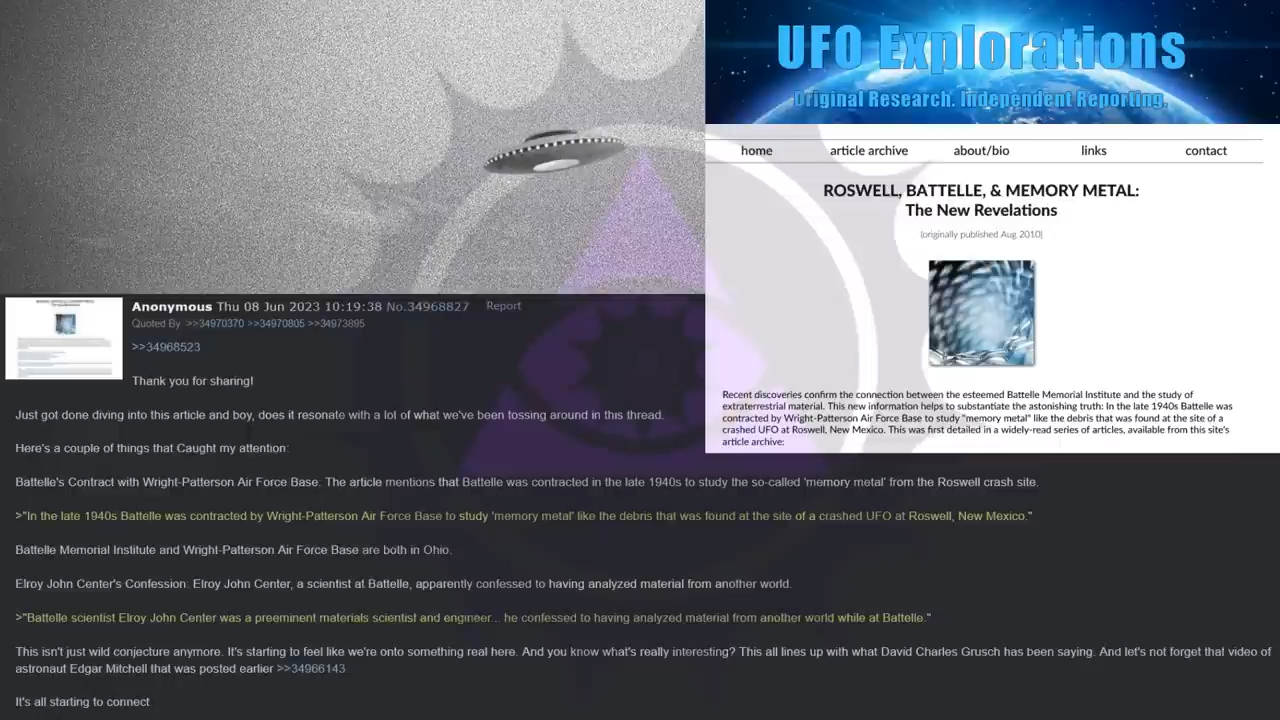 UFO Explorations
Original Research. Independent Reporting.
home article archive about/bio links contact
ROSWELL, BATTELLE, & MEMORY METAL:
The New Revelations
(originally published Aug 2010)
Recent discoveries confirm the connection between the esteemed Battelle Memorial Institute and the study of
extraterrestrial material. This new information helps to substantiate the astonishing truth: In the late 1940s Battelle was
contracted by Wright-Patterson Air Force Base to study "memory metal" like the debris that was found at the site of a
crashed UFO at Roswell, New Mexico. This was first detailed in a widely-read series of articles, available from this site's
article archive:
Anonymous Thu 08 Jun 2023 10:19:38 No.34968827 Report
Quoted By: >>34970370 >>34970805 >>34973895
>>34968523
Thank you for sharing!
Just got done diving into this article and boy, does it resonate with a lot of what we've been tossing around in this thread.
Here's a couple of things that Caught my attention:
Battelle's Contract with Wright-Patterson Air Force Base: The article mentions that Battelle was contracted in the late 1940s to study the so-called 'memory metal' from the Roswell crash site.
>"In the late 1940s Battelle was contracted by Wright-Patterson Air Force Base to study 'memory metal' like the debris that was found at the site of a crashed UFO at Roswell, New Mexico."
Battelle Memorial Institute and Wright-Patterson Air Force Base are both in Ohio.
Elroy John Center's Confession: Elroy John Center, a scientist at Battelle, apparently confessed to having analyzed material from another world.
>"Battelle scientist Elroy John Center was a preeminent materials scientist and engineer... he confessed to having analyzed material from another world while at Battelle."
This isn't just wild conjecture anymore. It's starting to feel like we're onto something real here. And you know what's really interesting? This all lines up with what David Charles Grusch has been saying. And let's not forget that video of
astronaut Edgar Mitchell that was posted earlier >>34966143
It's all starting to connect